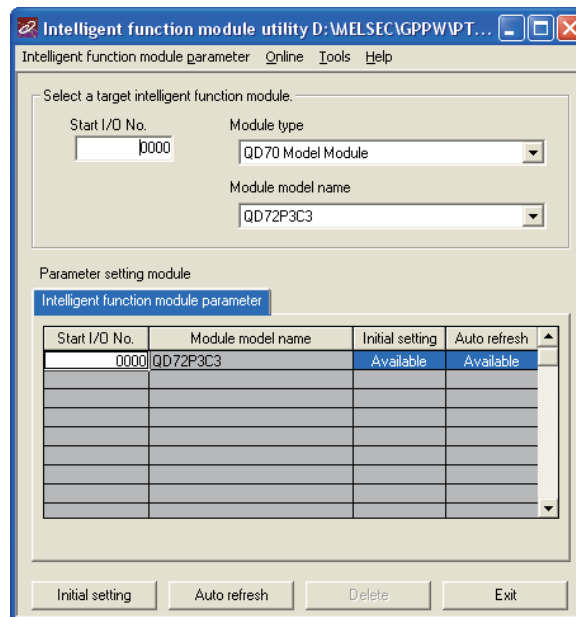 Intelligent function module utility D:\MELSEC\GPPW\PT...
Intelligent function module parameter Online Tools Help
Select a target intelligent function module.
Start I/O No. Module type
0000 QD70 Model Module
Module model name
QD72P3C3
Parameter setting module
Intelligent function module parameter
Start I/O No. Module model name Initial setting Auto refresh
0000 QD72P3C3 Available Available
Initial setting Auto refresh Delete Exit